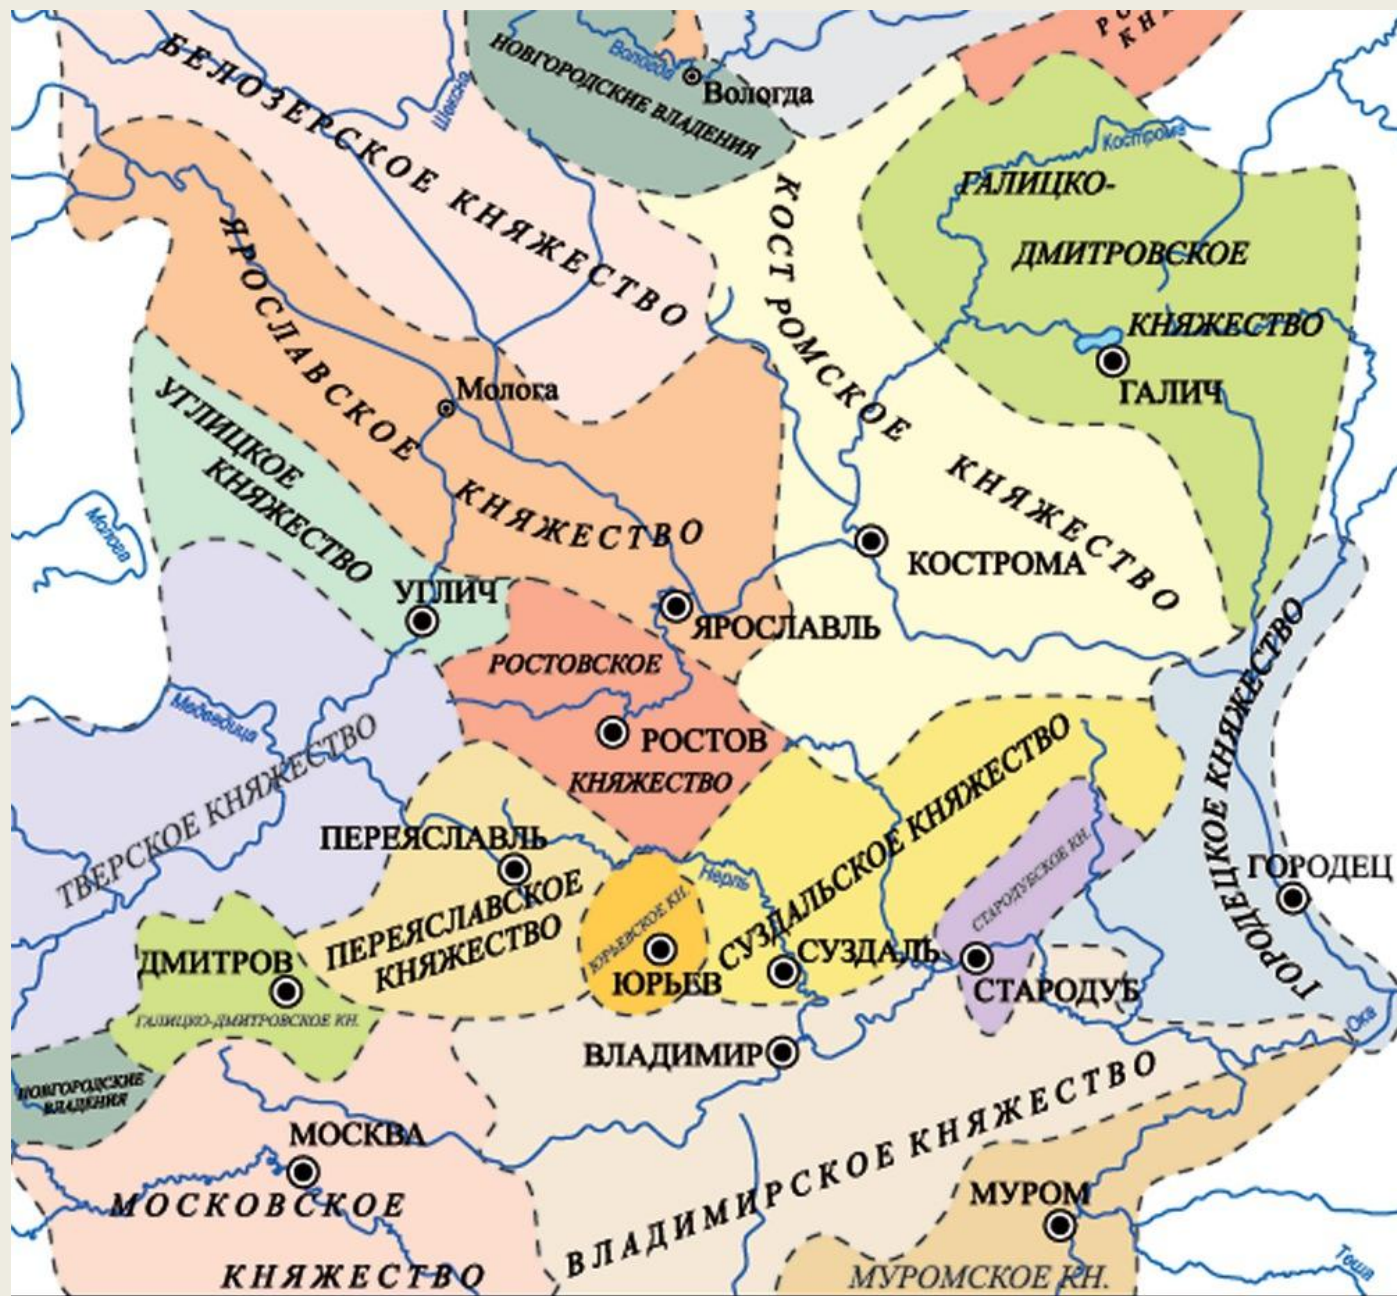 НОВГОРОДСКИЕ ВЛАДЕНИЯ
Вологда
Вологда
БЕЛОЗЕРСКОЕ КНЯЖЕСТВО
Шексна
Кострома
ГАЛИЦКО-
ДМИТРОВСКОЕ
КНЯЖЕСТВО
ГАЛИЧ
КОСТРОМСКОЕ КНЯЖЕСТВО
ЯРОСЛАВСКОЕ КНЯЖЕСТВО
Молога
УГЛИЦКОЕ
КНЯЖЕСТВО
Молога
КОСТРОМА
УГЛИЧ
ЯРОСЛАВЛЬ
РОСТОВСКОЕ
РОСТОВ
КНЯЖЕСТВО
Медведица
ТВЕРСКОЕ КНЯЖЕСТВО
ГОРОДЕЦКОЕ КНЯЖЕСТВО
ГОРОДЕЦ
ПЕРЕЯСЛАВЛЬ
ПЕРЕЯСЛАВСКОЕ
КНЯЖЕСТВО
Нерль
ЮРЬЕВСКОЕ КН.
ЮРЬЕВ
СУЗДАЛЬСКОЕ КНЯЖЕСТВО
СУЗДАЛЬ
СТАРОДУБСКОЕ КН.
СТАРОДУБ
ДМИТРОВ
ГАЛИЦКО-ДМИТРОВСКОЕ КН.
Ока
ВЛАДИМИР
НОВГОРОДСКИЕ
ВЛАДЕНИЯ
ВЛАДИМИРСКОЕ КНЯЖЕСТВО
МОСКВА
МОСКОВСКОЕ
КНЯЖЕСТВО
МУРОМ
МУРОМСКОЕ КН.
Теша